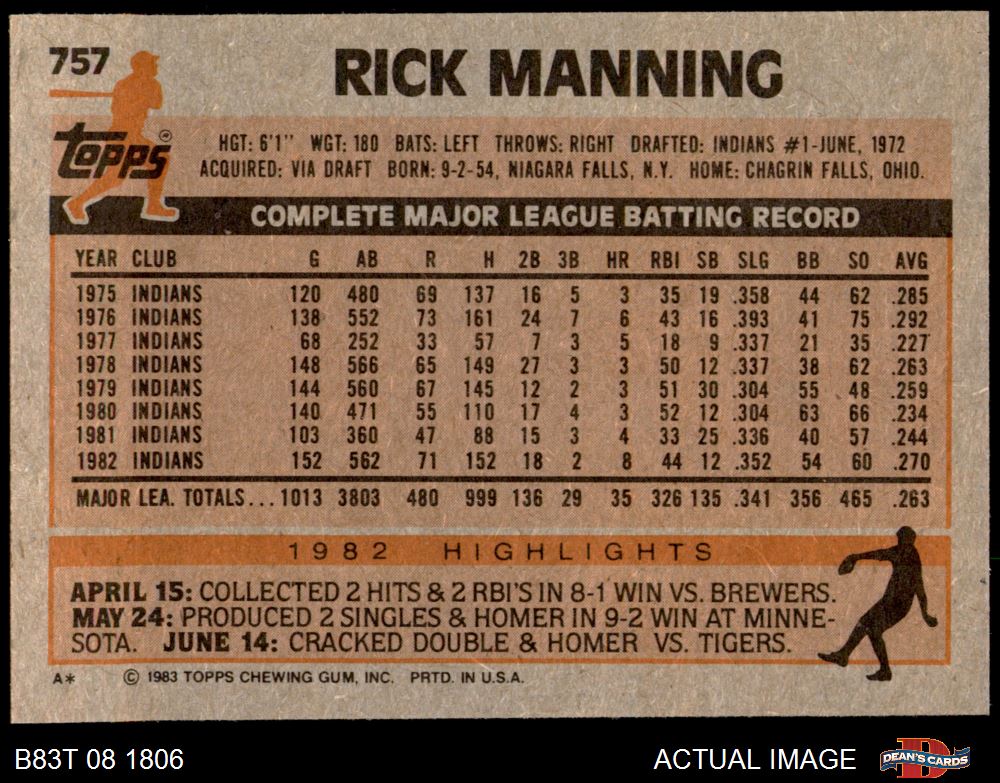 757
RICK MANNING
topps ®
HGT: 6'1" WGT: 180 BATS: LEFT THROWS: RIGHT DRAFTED: INDIANS #1-JUNE, 1972
ACQUIRED: VIA DRAFT BORN: 9-2-54, NIAGARA FALLS, N.Y. HOME: CHAGRIN FALLS, OHIO.
COMPLETE MAJOR LEAGUE BATTING RECORD
YEAR CLUB G AB R H 2B 3B HR RBI SB SLG BB SO AVG
1975 INDIANS 120 480 69 137 16 5 3 35 19 .358 44 62 .285
1976 INDIANS 138 552 73 161 24 7 6 43 16 .393 41 75 .292
1977 INDIANS 68 252 33 57 7 3 5 18 9 .337 21 35 .227
1978 INDIANS 148 566 65 149 27 3 3 50 12 .337 38 62 .263
1979 INDIANS 144 560 67 145 12 2 3 51 30 .304 55 48 .259
1980 INDIANS 140 471 55 110 17 4 3 52 12 .304 63 66 .234
1981 INDIANS 103 360 47 88 15 3 4 33 25 .336 40 57 .244
1982 INDIANS 152 562 71 152 18 2 8 44 12 .352 54 60 .270
MAJOR LEA. TOTALS... 1013 3803 480 999 136 29 35 326 135 .341 356 465 .263
1982 HIGHLIGHTS
APRIL 15: COLLECTED 2 HITS & 2 RBI'S IN 8-1 WIN VS. BREWERS.
MAY 24: PRODUCED 2 SINGLES & HOMER IN 9-2 WIN AT MINNE-
SOTA. JUNE 14: CRACKED DOUBLE & HOMER VS. TIGERS.
A* © 1983 TOPPS CHEWING GUM, INC. PRTD. IN U.S.A.
B83T 08 1806 ACTUAL IMAGE D DEAN'S CARDS